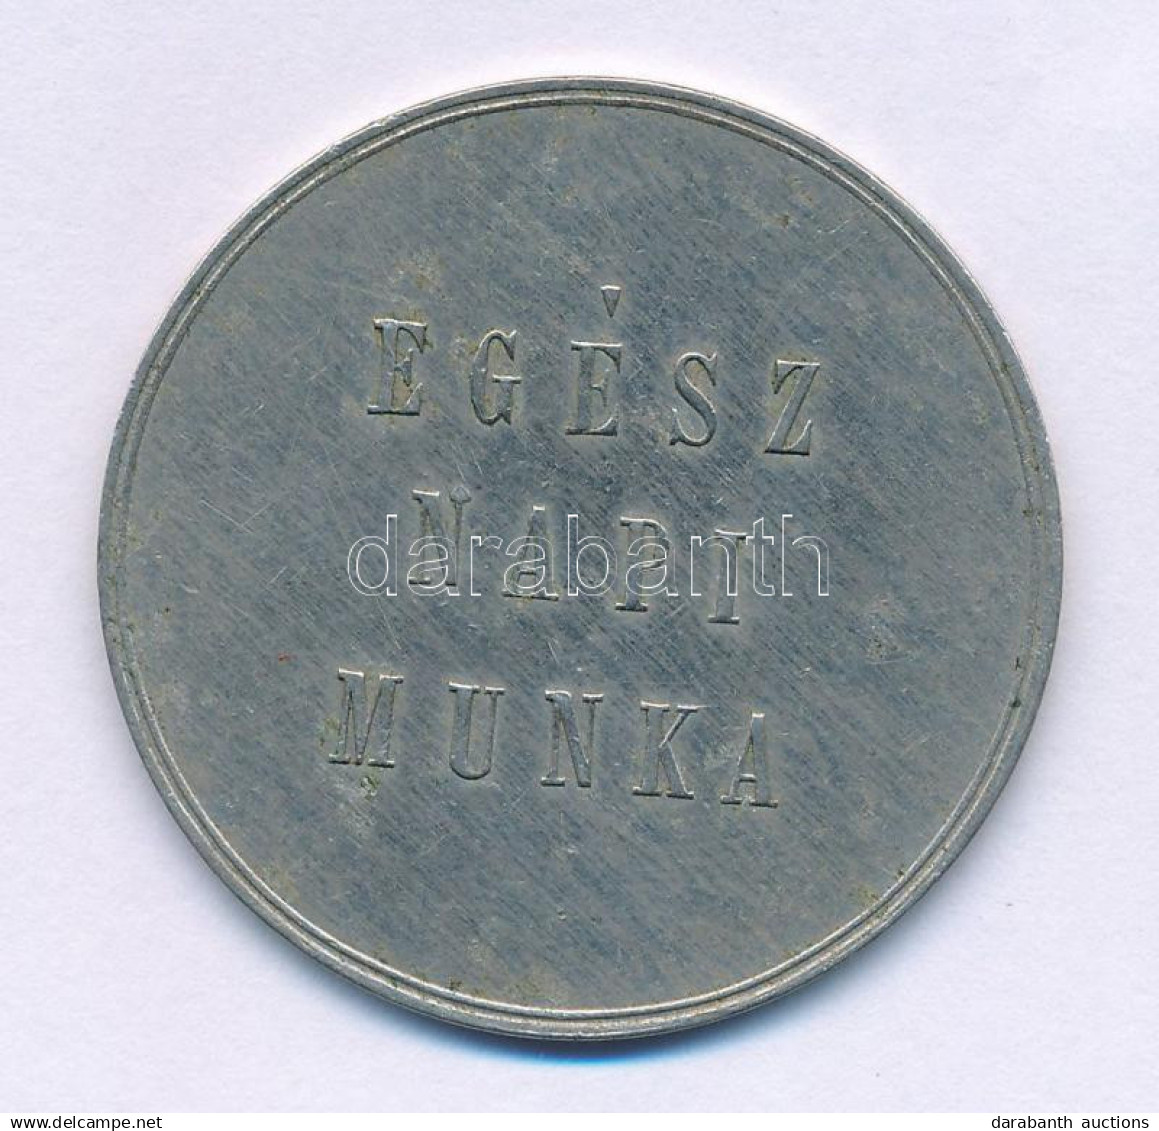 EGÉSZ
NAPI
MUNKA
darabanth
www.delcampe.net
darabanth auctions